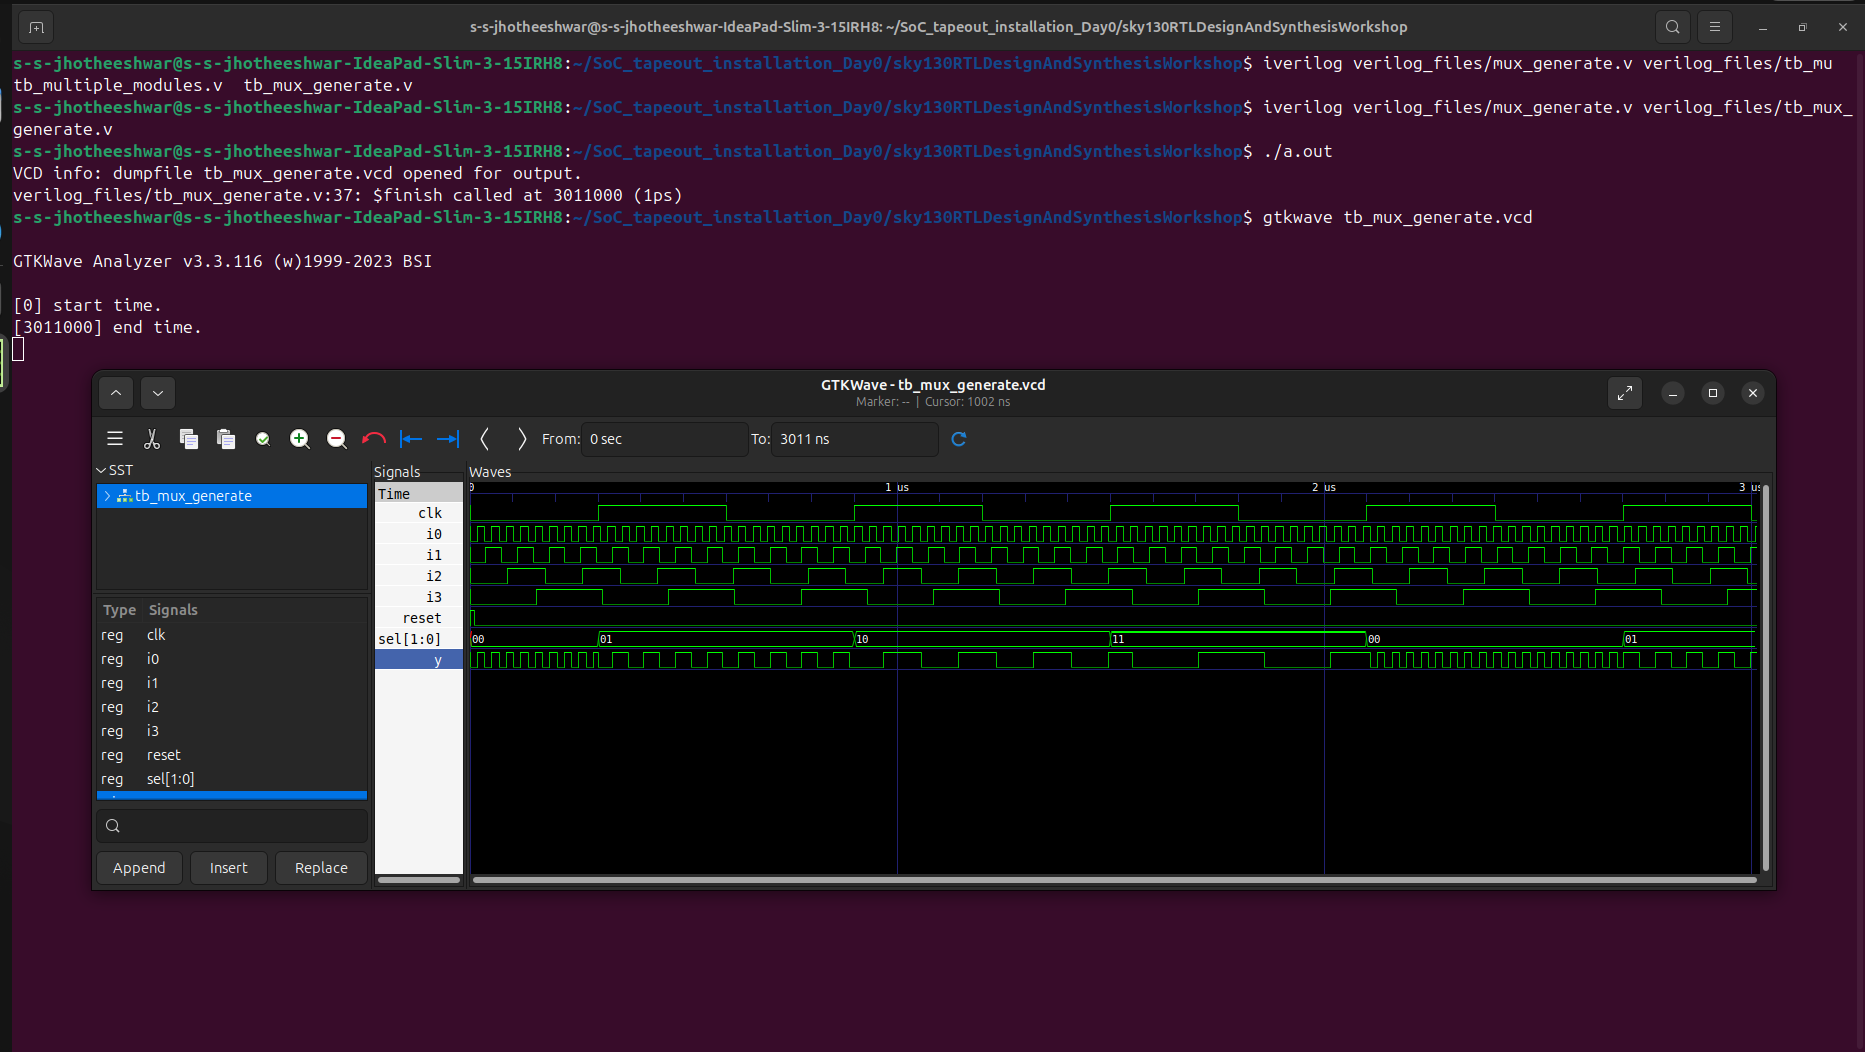 s-s-jhotheeshwar@s-s-jhotheeshwar-IdeaPad-Slim-3-15IRH8: ~/SoC_tapeout_installation_Day0/sky130RTLDesignAndSynthesisWorkshop
s-s-jhotheeshwar@s-s-jhotheeshwar-IdeaPad-Slim-3-15IRH8:~/SoC_tapeout_installation_Day0/sky130RTLDesignAndSynthesisWorkshop$ iverilog verilog_files/mux_generate.v verilog_files/tb_mu
tb_multiple_modules.v  tb_mux_generate.v
s-s-jhotheeshwar@s-s-jhotheeshwar-IdeaPad-Slim-3-15IRH8:~/SoC_tapeout_installation_Day0/sky130RTLDesignAndSynthesisWorkshop$ iverilog verilog_files/mux_generate.v verilog_files/tb_mux_
generate.v
s-s-jhotheeshwar@s-s-jhotheeshwar-IdeaPad-Slim-3-15IRH8:~/SoC_tapeout_installation_Day0/sky130RTLDesignAndSynthesisWorkshop$ ./a.out
VCD info: dumpfile tb_mux_generate.vcd opened for output.
verilog_files/tb_mux_generate.v:37: $finish called at 3011000 (1ps)
s-s-jhotheeshwar@s-s-jhotheeshwar-IdeaPad-Slim-3-15IRH8:~/SoC_tapeout_installation_Day0/sky130RTLDesignAndSynthesisWorkshop$ gtkwave tb_mux_generate.vcd
GTKWave Analyzer v3.3.116 (w)1999-2023 BSI
[0] start time.
[3011000] end time.
GTKWave - tb_mux_generate.vcd
Marker: -- | Cursor: 1002 ns
From: 0 sec To: 3011 ns
SST
tb_mux_generate
Type Signals
reg clk
reg i0
reg i1
reg i2
reg i3
reg reset
reg sel[1:0]
Append Insert Replace
Signals
Time
clk
i0
i1
i2
i3
reset
sel[1:0]
y
Waves
0 1 us 2 us 3 us
00 01 10 11 00 01